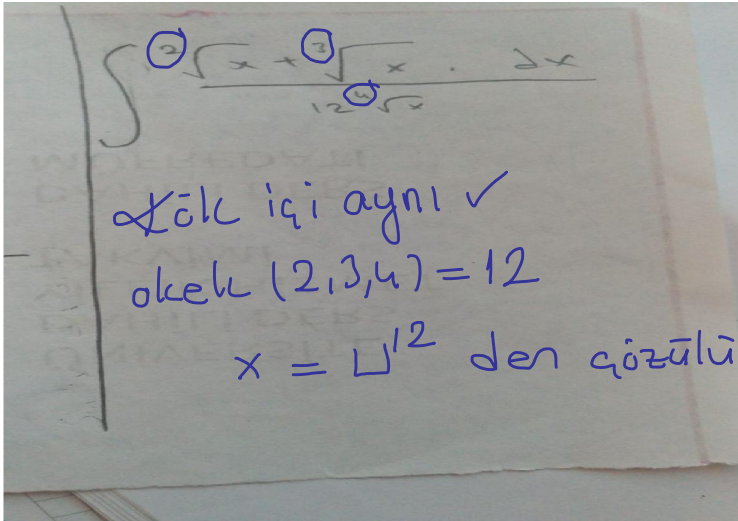 ∫ ²√x + ³√x . dx
12 ⁴√x
Kök içi aynı ✓
okek (2,3,4) = 12
x = u¹² den çözülü